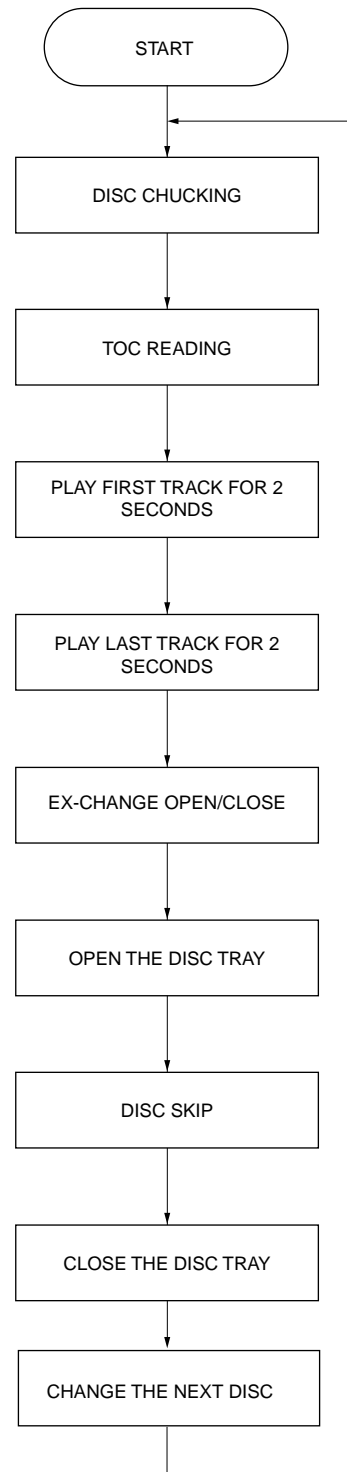 START
DISC CHUCKING
TOC READING
PLAY FIRST TRACK FOR 2
SECONDS
PLAY LAST TRACK FOR 2
SECONDS
EX-CHANGE OPEN/CLOSE
OPEN THE DISC TRAY
DISC SKIP
CLOSE THE DISC TRAY
CHANGE THE NEXT DISC